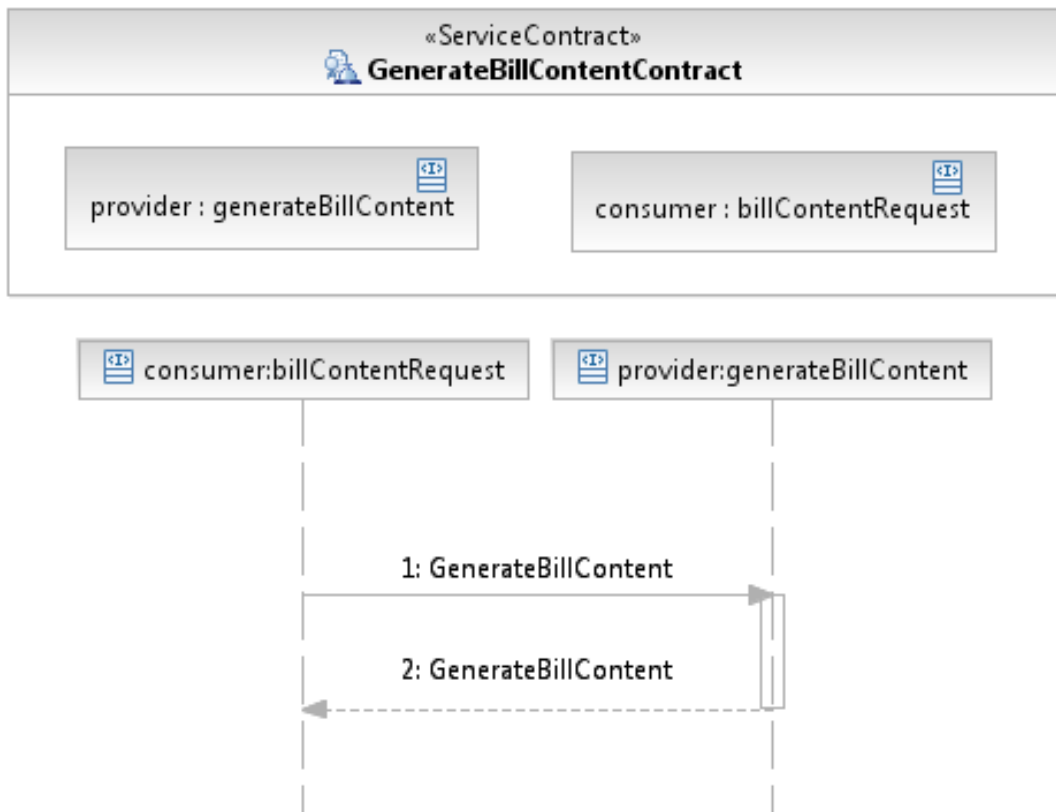 «ServiceContract»
GenerateBillContentContract
provider : generateBillContent
consumer : billContentRequest
consumer:billContentRequest
provider:generateBillContent
1: GenerateBillContent
2: GenerateBillContent